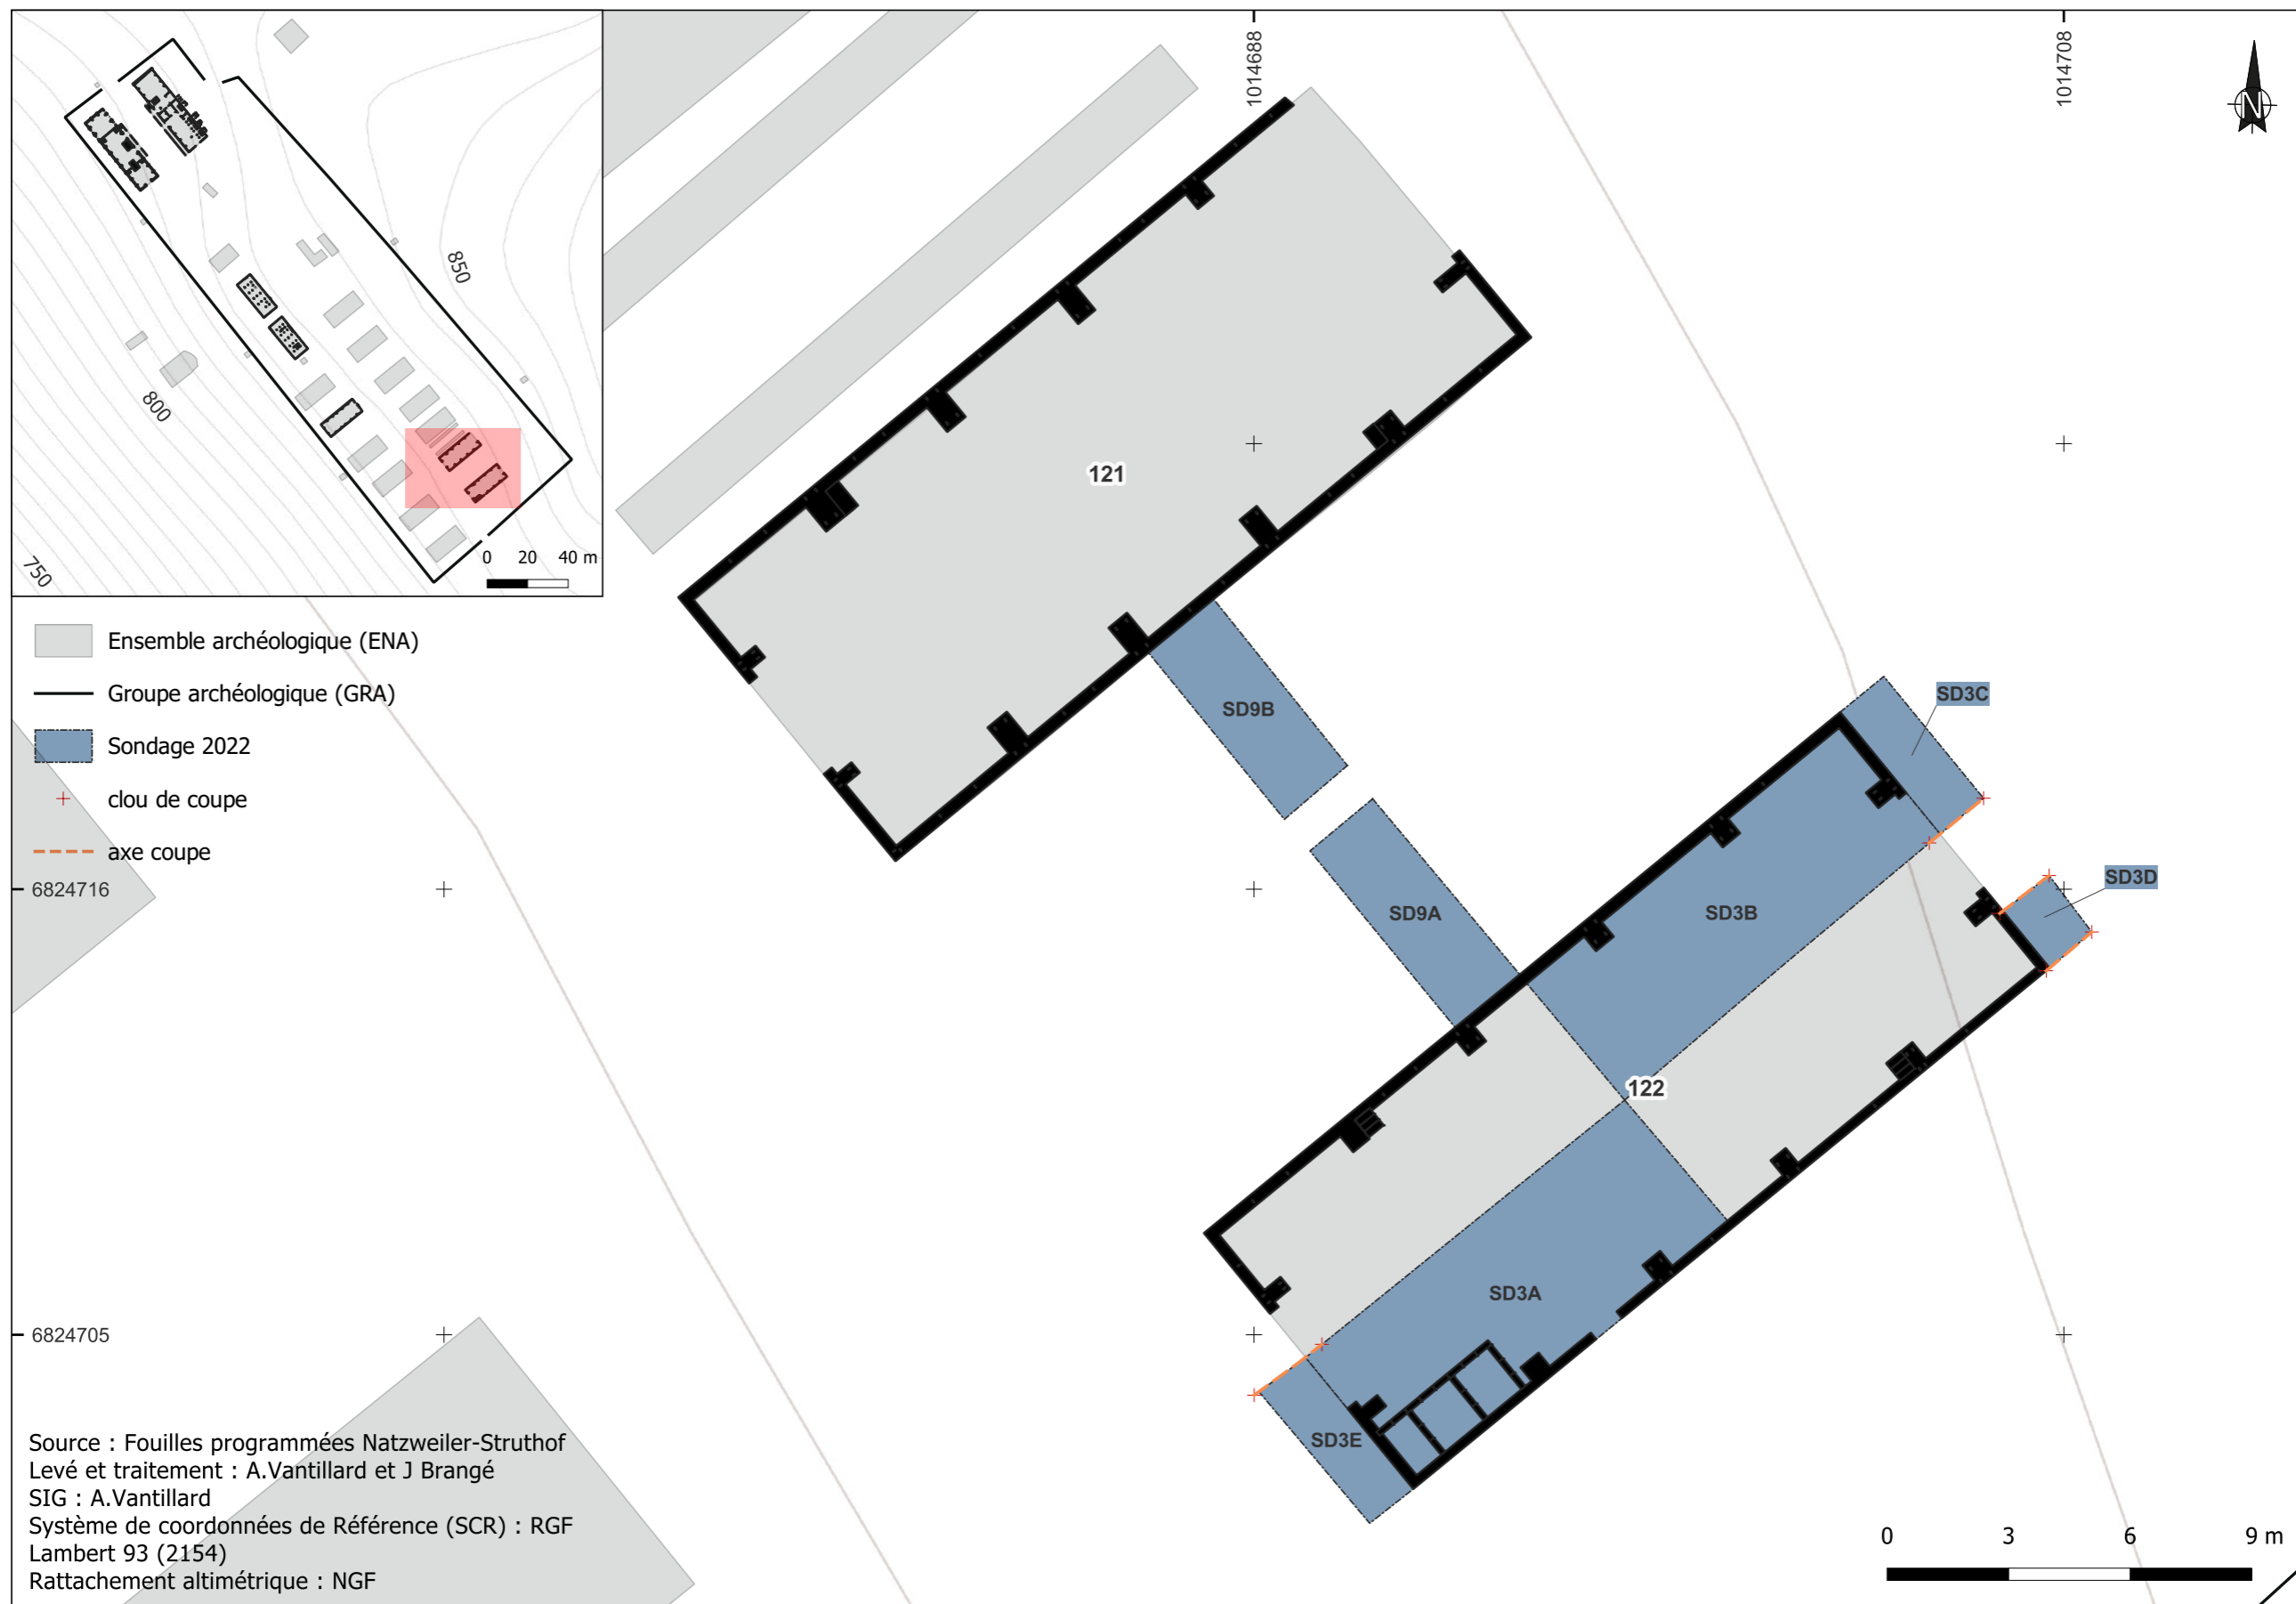 1014688
1014708
N
850
800
750
0 20 40 m
121
Ensemble archéologique (ENA)
Groupe archéologique (GRA)
Sondage 2022
clou de coupe
axe coupe
SD9B
SD3C
SD3D
6824716
SD9A
SD3B
122
SD3A
6824705
SD3E
Source : Fouilles programmées Natzweiler-Struthof
Levé et traitement : A.Vantillard et J Brangé
SIG : A.Vantillard
Système de coordonnées de Référence (SCR) : RGF
Lambert 93 (2154)
Rattachement altimétrique : NGF
0 3 6 9 m